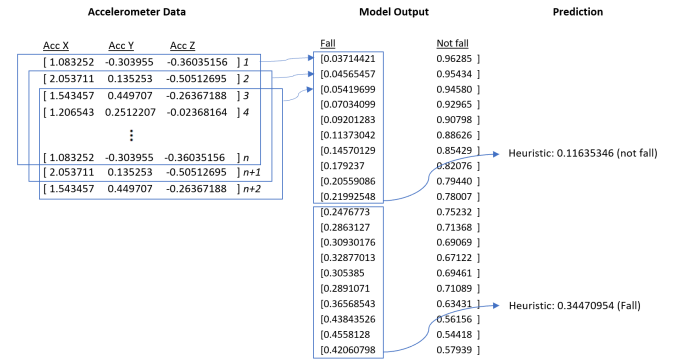 Accelerometer Data
Acc X Acc Y Acc Z
[ 1.083252 -0.303955 -0.36035156 ] 1
[ 2.053711 0.135253 -0.50512695 ] 2
[ 1.543457 0.449707 -0.26367188 ] 3
[ 1.206543 0.2512207 -0.02368164 ] 4
⋮
[ 1.083252 -0.303955 -0.36035156 ] n
[ 2.053711 0.135253 -0.50512695 ] n+1
[ 1.543457 0.449707 -0.26367188 ] n+2
Model Output
Fall Not fall
[0.03714421 0.96285 ]
[0.04565457 0.95434 ]
[0.05419699 0.94580 ]
[0.07034099 0.92965 ]
[0.09201283 0.90798 ]
[0.11373042 0.88626 ]
[0.14570129 0.85429 ]
[0.179237 0.82076 ]
[0.20559086 0.79440 ]
[0.21992548 0.78007 ]
[0.2476773 0.75232 ]
[0.2863127 0.71368 ]
[0.30930176 0.69069 ]
[0.32877013 0.67122 ]
[0.305385 0.69461 ]
[0.2891071 0.71089 ]
[0.36568543 0.63431 ]
[0.43843526 0.56156 ]
[0.4558128 0.54418 ]
[0.42060798 0.57939 ]
Prediction
Heuristic: 0.11635346 (not fall)
Heuristic: 0.34470954 (Fall)